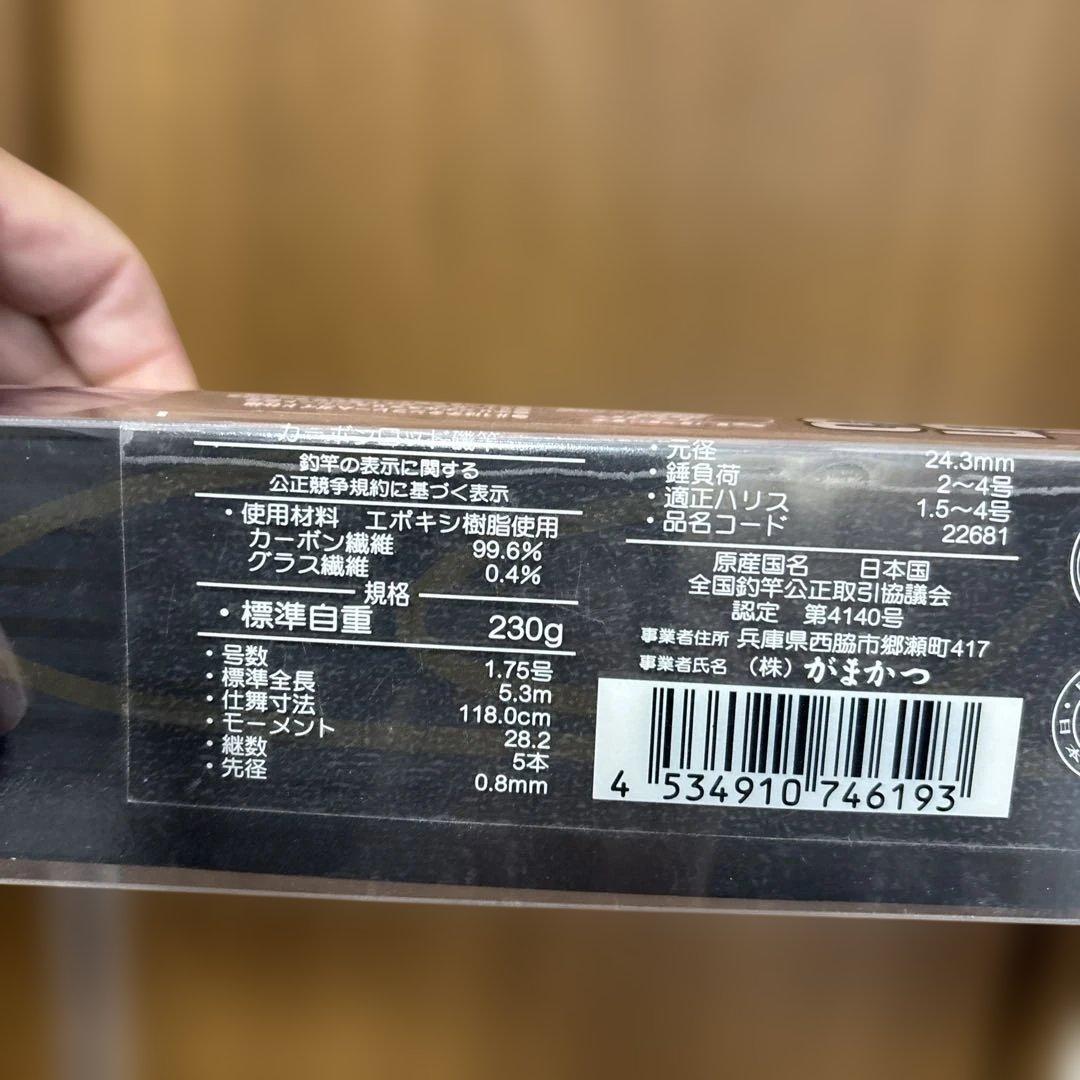 釣竿の表示に関する
公正競争規約に基づく表示
・使用材料 エポキシ樹脂使用
カーボン繊維 99.6%
グラス繊維 0.4%
規格
・標準自重 230g
・号数 1.75号
・標準全長 5.3m
・仕舞寸法 118.0cm
・モーメント 28.2
・継数 5本
・先径 0.8mm
・元径 24.3mm
・錘負荷 2〜4号
・適正ハリス 1.5〜4号
・品名コード 22681
原産国名 日本国
全国釣竿公正取引協議会
認定 第4140号
事業者住所 兵庫県西脇市郷瀬町417
事業者氏名 (株) がまかつ
4 534910 746193